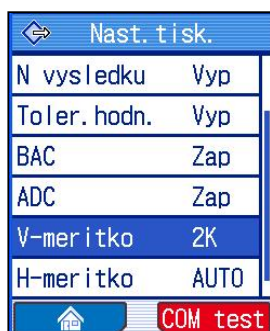 Nast.tisk.
N vysledku Vyp
Toler.hodn. Vyp
BAC Zap
ADC Zap
V-meritko 2K
H-meritko AUTO
COM test